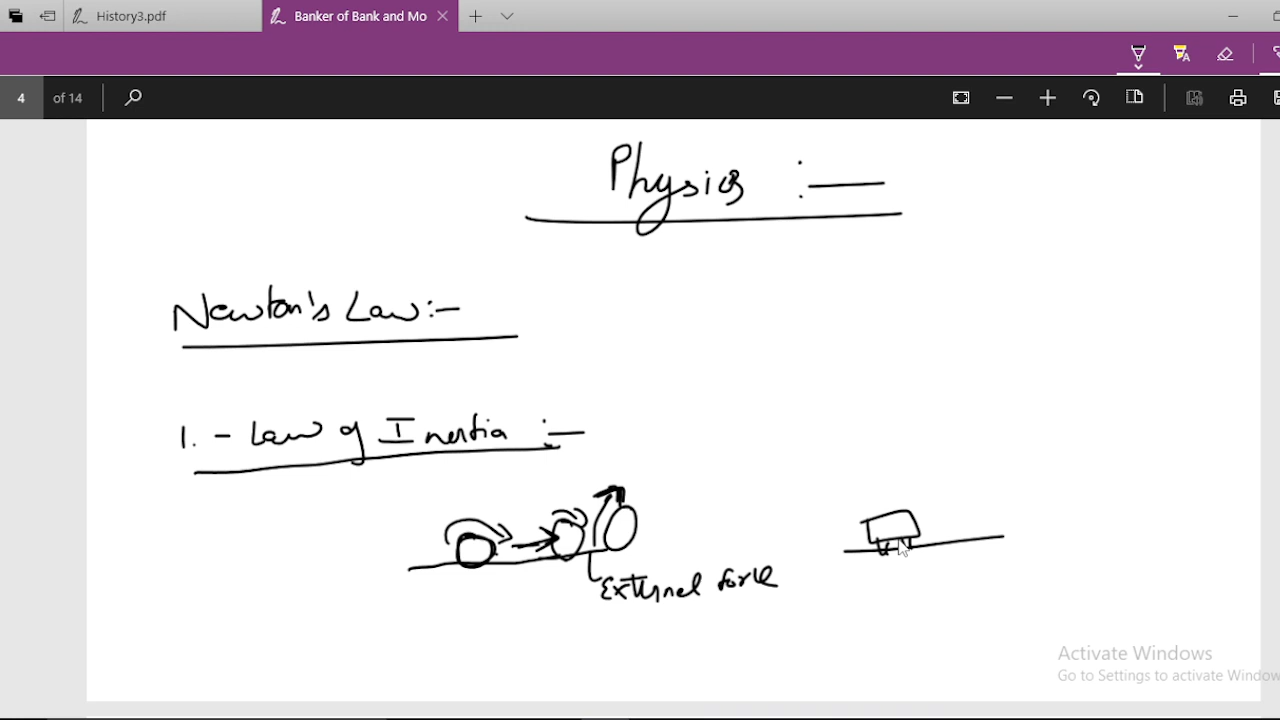 History3.pdf
Banker of Bank and Mo
4 of 14
Physics :—
Newton's Law :—
1. - Law of Inertia :—
External force
Activate Windows
Go to Settings to activate Window